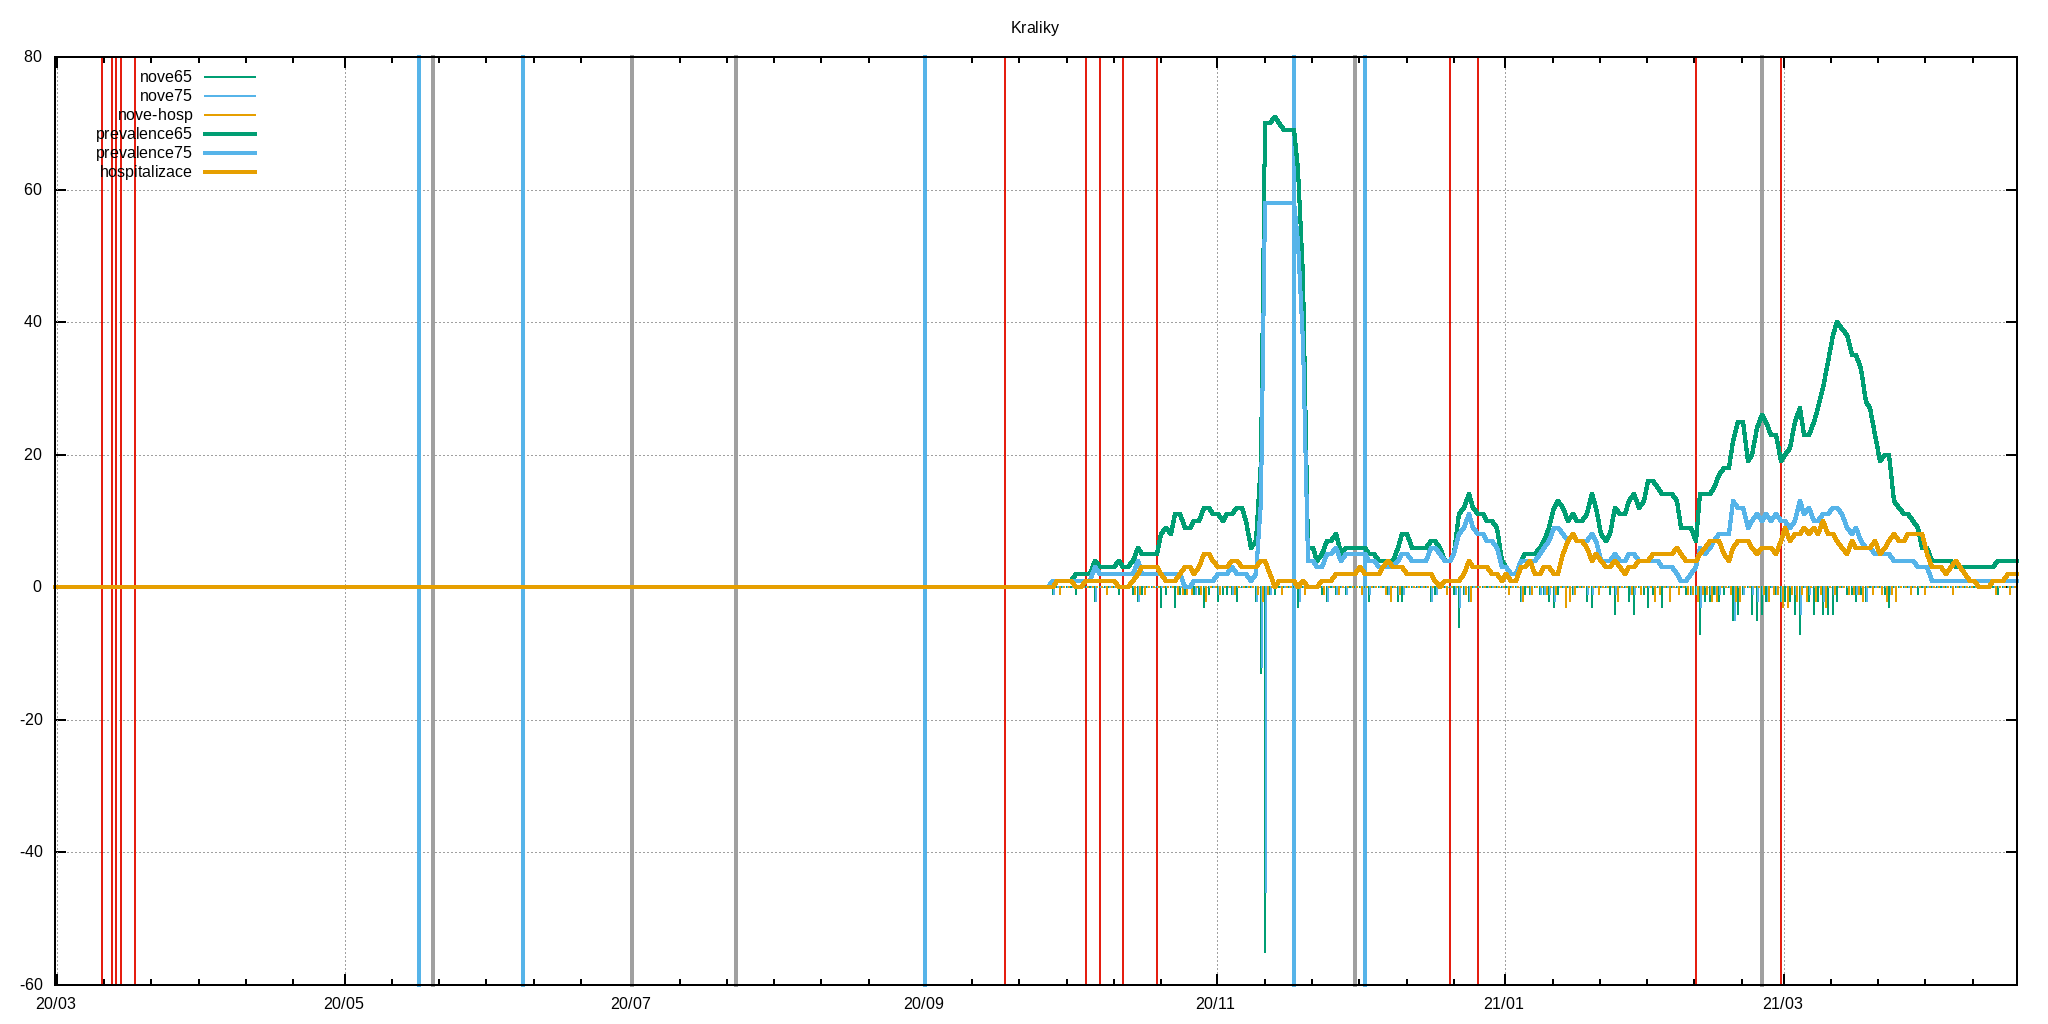 Kraliky
80
60
40
20
0
-20
-40
-60
nove65
nove75
nove-hosp
prevalence65
prevalence75
hospitalizace
20/03 20/05 20/07 20/09 20/11 21/01 21/03